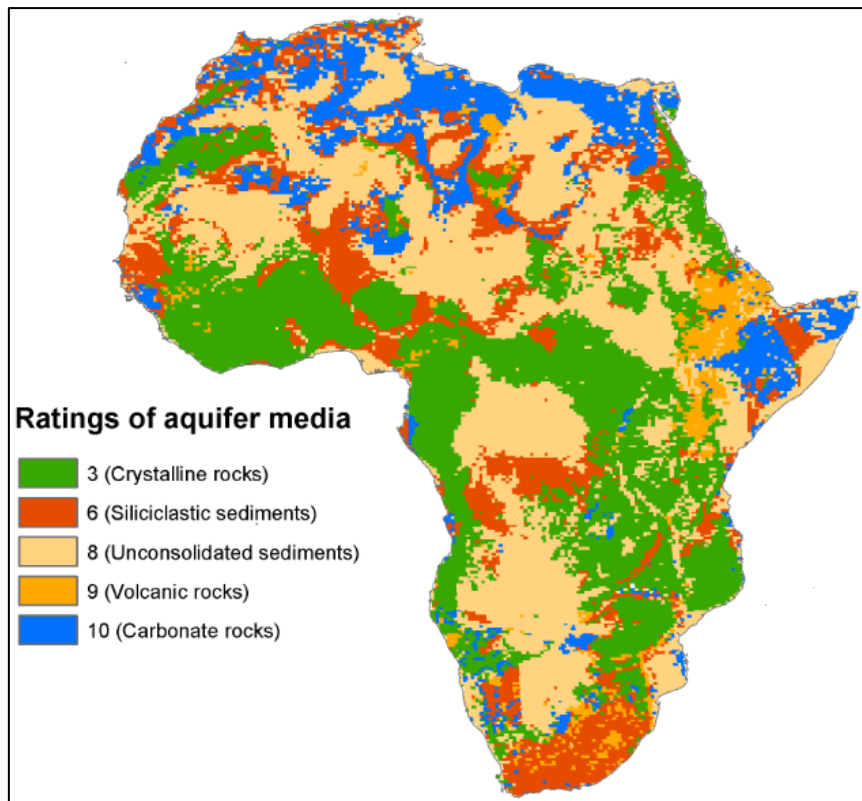 Ratings of aquifer media
3 (Crystalline rocks)
6 (Siliciclastic sediments)
8 (Unconsolidated sediments)
9 (Volcanic rocks)
10 (Carbonate rocks)